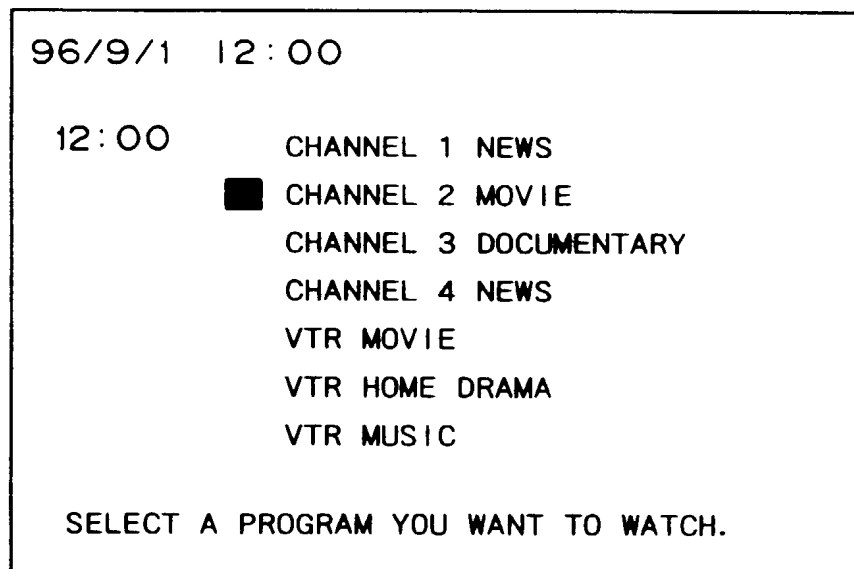 96/9/1 12:00
12:00 CHANNEL 1 NEWS
CHANNEL 2 MOVIE
CHANNEL 3 DOCUMENTARY
CHANNEL 4 NEWS
VTR MOVIE
VTR HOME DRAMA
VTR MUSIC
SELECT A PROGRAM YOU WANT TO WATCH.